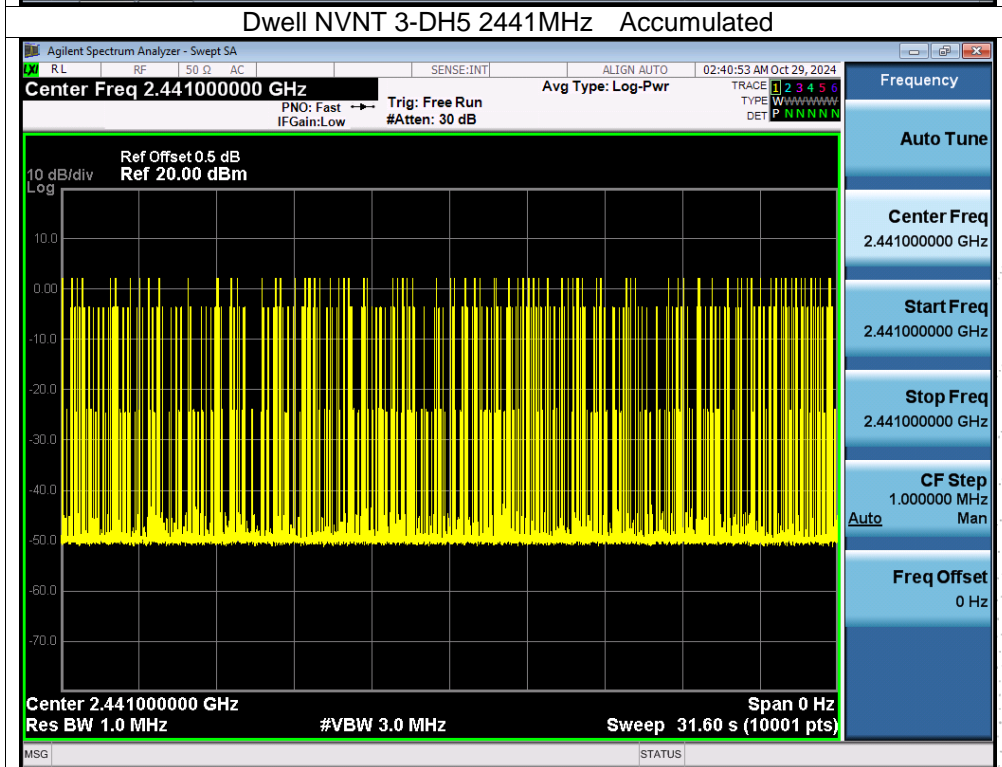 Dwell NVNT 3-DH5 2441MHz Accumulated
Agilent Spectrum Analyzer - Swept SA
LXI RL RF 50 Ω AC SENSE:INT ALIGN AUTO 02:40:53 AM Oct 29, 2024
Center Freq 2.441000000 GHz
PNO: Fast
IFGain:Low
Trig: Free Run
#Atten: 30 dB
Avg Type: Log-Pwr
TRACE 1 2 3 4 5 6
TYPE WWWWWWW
DET P N N N N N
Frequency
Auto Tune
Center Freq
2.441000000 GHz
Start Freq
2.441000000 GHz
Stop Freq
2.441000000 GHz
CF Step
1.000000 MHz
Auto Man
Freq Offset
0 Hz
Ref Offset 0.5 dB
10 dB/div Ref 20.00 dBm
Log
10.0
0.00
-10.0
-20.0
-30.0
-40.0
-50.0
-60.0
-70.0
Center 2.441000000 GHz Span 0 Hz
Res BW 1.0 MHz #VBW 3.0 MHz Sweep 31.60 s (10001 pts)
MSG STATUS